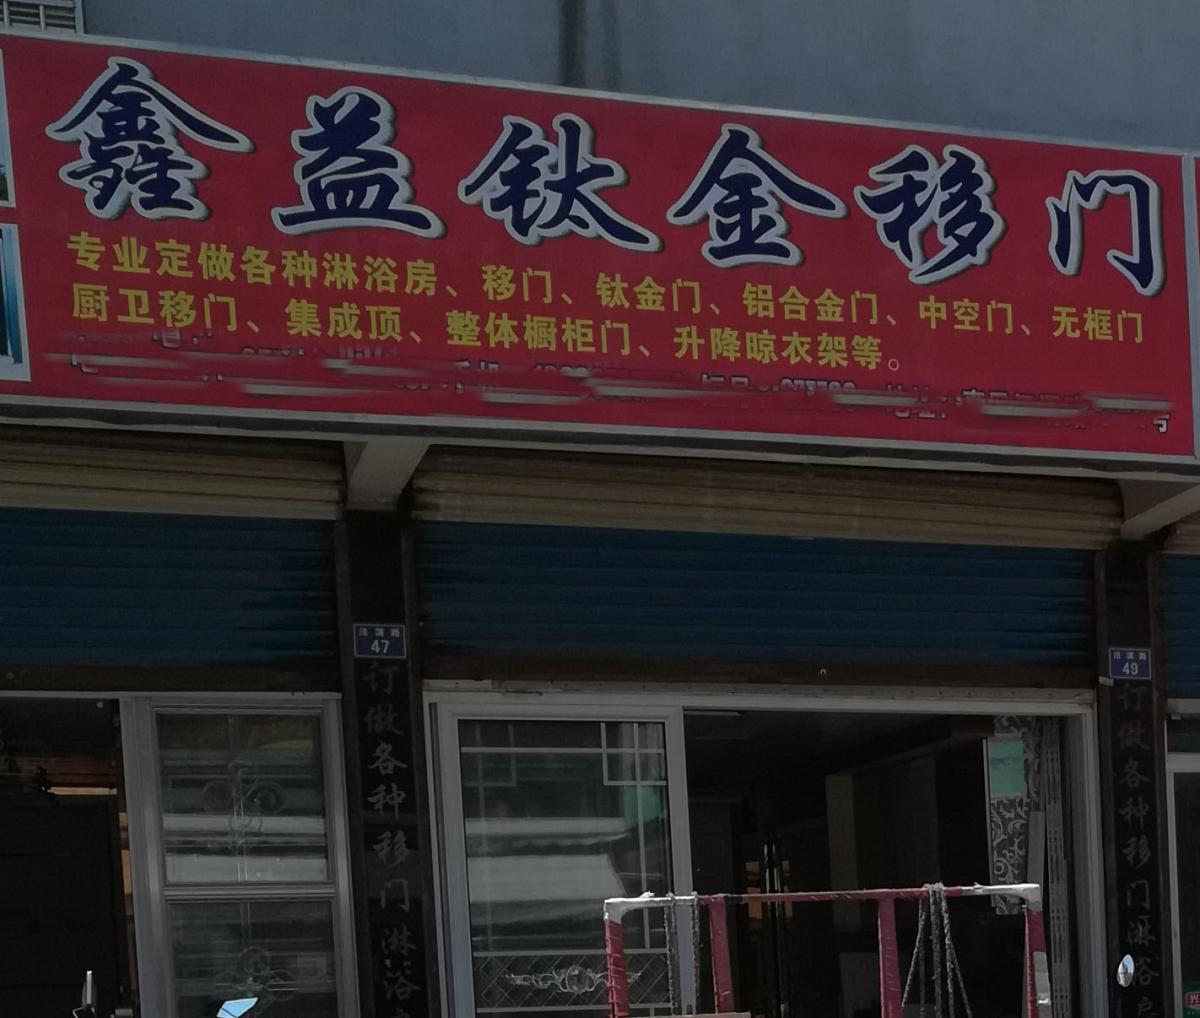 鑫益钛金移门
专业定做各种淋浴房、移门、钛金门、铝合金门、中空门、无框门
厨卫移门、集成顶、整体橱柜门、升降晾衣架等。
47
订做各种移门淋浴
49
订做各种移门淋浴房